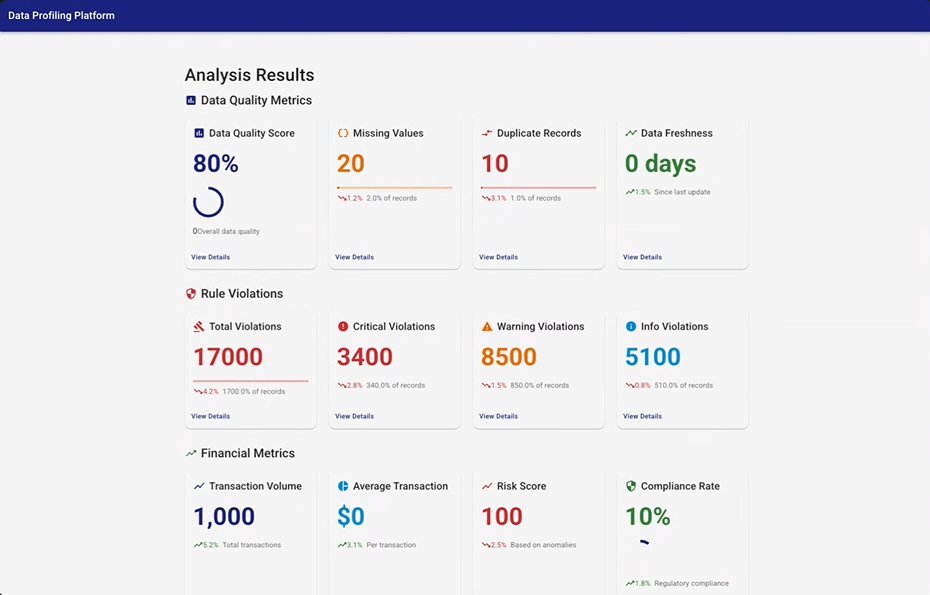 Data Profiling Platform
Analysis Results
Data Quality Metrics
Data Quality Score
80%
0Overall data quality
View Details
Missing Values
20
1.2% 2.0% of records
View Details
Duplicate Records
10
3.1% 1.0% of records
View Details
Data Freshness
0 days
1.5% Since last update
View Details
Rule Violations
Total Violations
17000
4.2% 1700.0% of records
View Details
Critical Violations
3400
2.8% 340.0% of records
View Details
Warning Violations
8500
1.5% 850.0% of records
View Details
Info Violations
5100
0.8% 510.0% of records
View Details
Financial Metrics
Transaction Volume
1,000
5.2% Total transactions
Average Transaction
$0
3.1% Per transaction
Risk Score
100
2.5% Based on anomalies
Compliance Rate
10%
1.8% Regulatory compliance